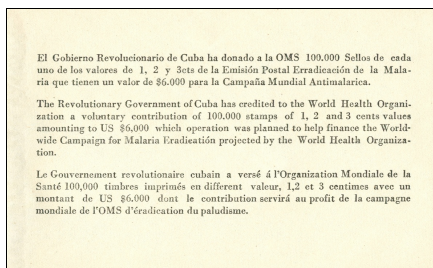 El Gobierno Revolucionario de Cuba ha donado a la OMS 100.000 Sellos de cada
uno de los valores de 1, 2 y 3cts de la Emisión Postal Erradicación de la Mala-
ria que tienen un valor de $6.000 para la Campaña Mundial Antimalarica.
The Revolutionary Government of Cuba has credited to the World Health Organi-
zation a voluntary contribution of 100.000 stamps of 1, 2 and 3 cents values
amounting to US $6,000 which operation was planned to help finance the World-
wide Campaign for Malaria Eradieatión projected by the World Health Organiza-
tion.
Le Gouvernement revolutionaire cubain a versé á l'Organization Mondiale de la
Santé 100,000 timbres imprimés en different valeur, 1,2 et 3 centimes avec un
montant de US $6.000 dont le contribution servirá au profit de la campagne
mondiale de l'OMS d'éradication du paludisme.